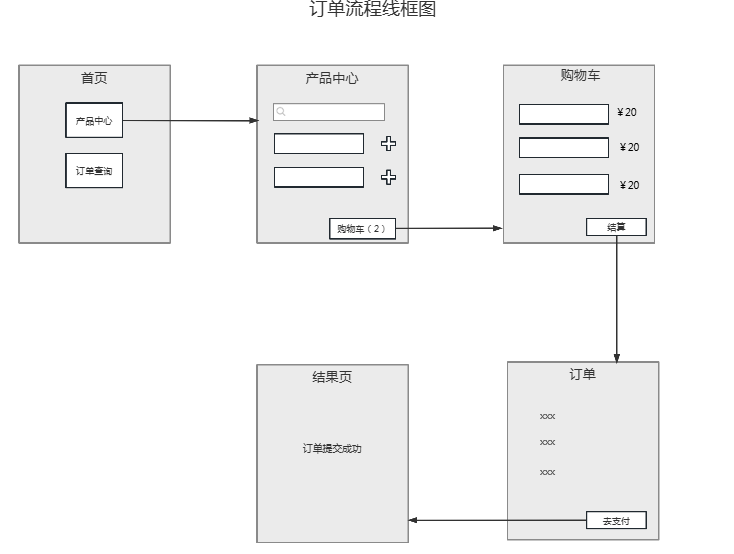 订单流程线框图
首页
产品中心
订单查询
产品中心
购物车（2）
购物车
￥20
￥20
￥20
结算
订单
xxx
xxx
xxx
去支付
结果页
订单提交成功